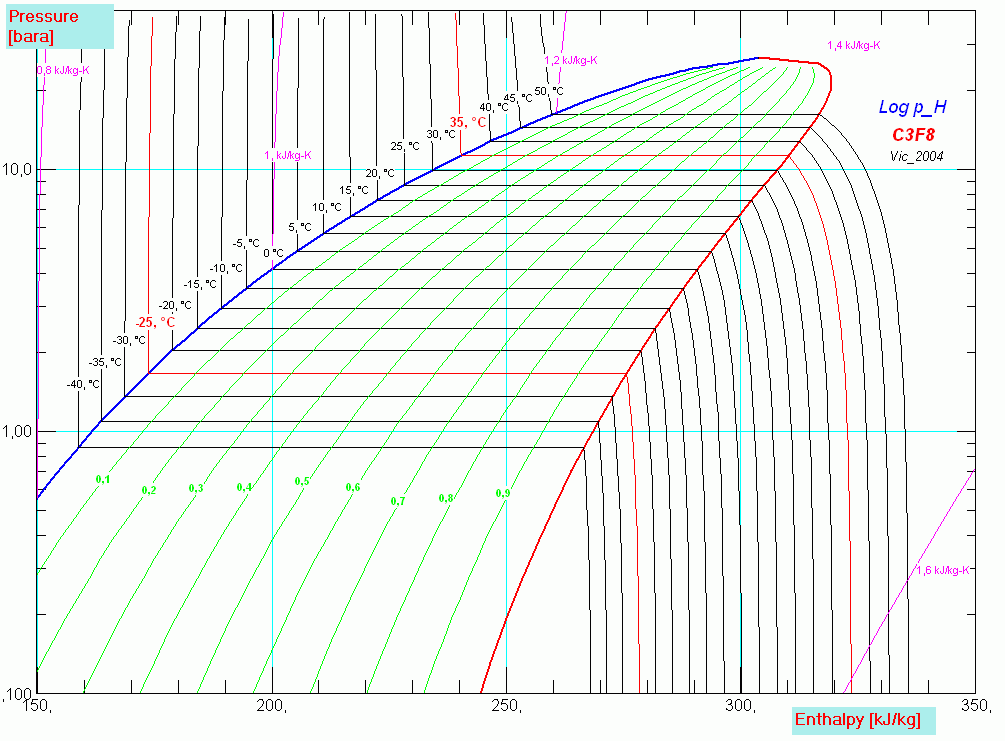 Pressure
[bara]
0,8 kJ/kg-K
1,2 kJ/kg-K
1,4 kJ/kg-K
50, °C
45, °C
40, °C
35, °C
30, °C
25, °C
20, °C
15, °C
10, °C
5, °C
0 °C
-5, °C
-10, °C
-15, °C
-20, °C
-25, °C
-30, °C
-35, °C
-40, °C
Log p_H
C3F8
Vic_2004
1, kJ/kg-K
10,0
1,00
,100
0,1
0,2
0,3
0,4
0,5
0,6
0,7
0,8
0,9
1,6 kJ/kg-K
150,
200,
250,
300,
350,
Enthalpy [kJ/kg]